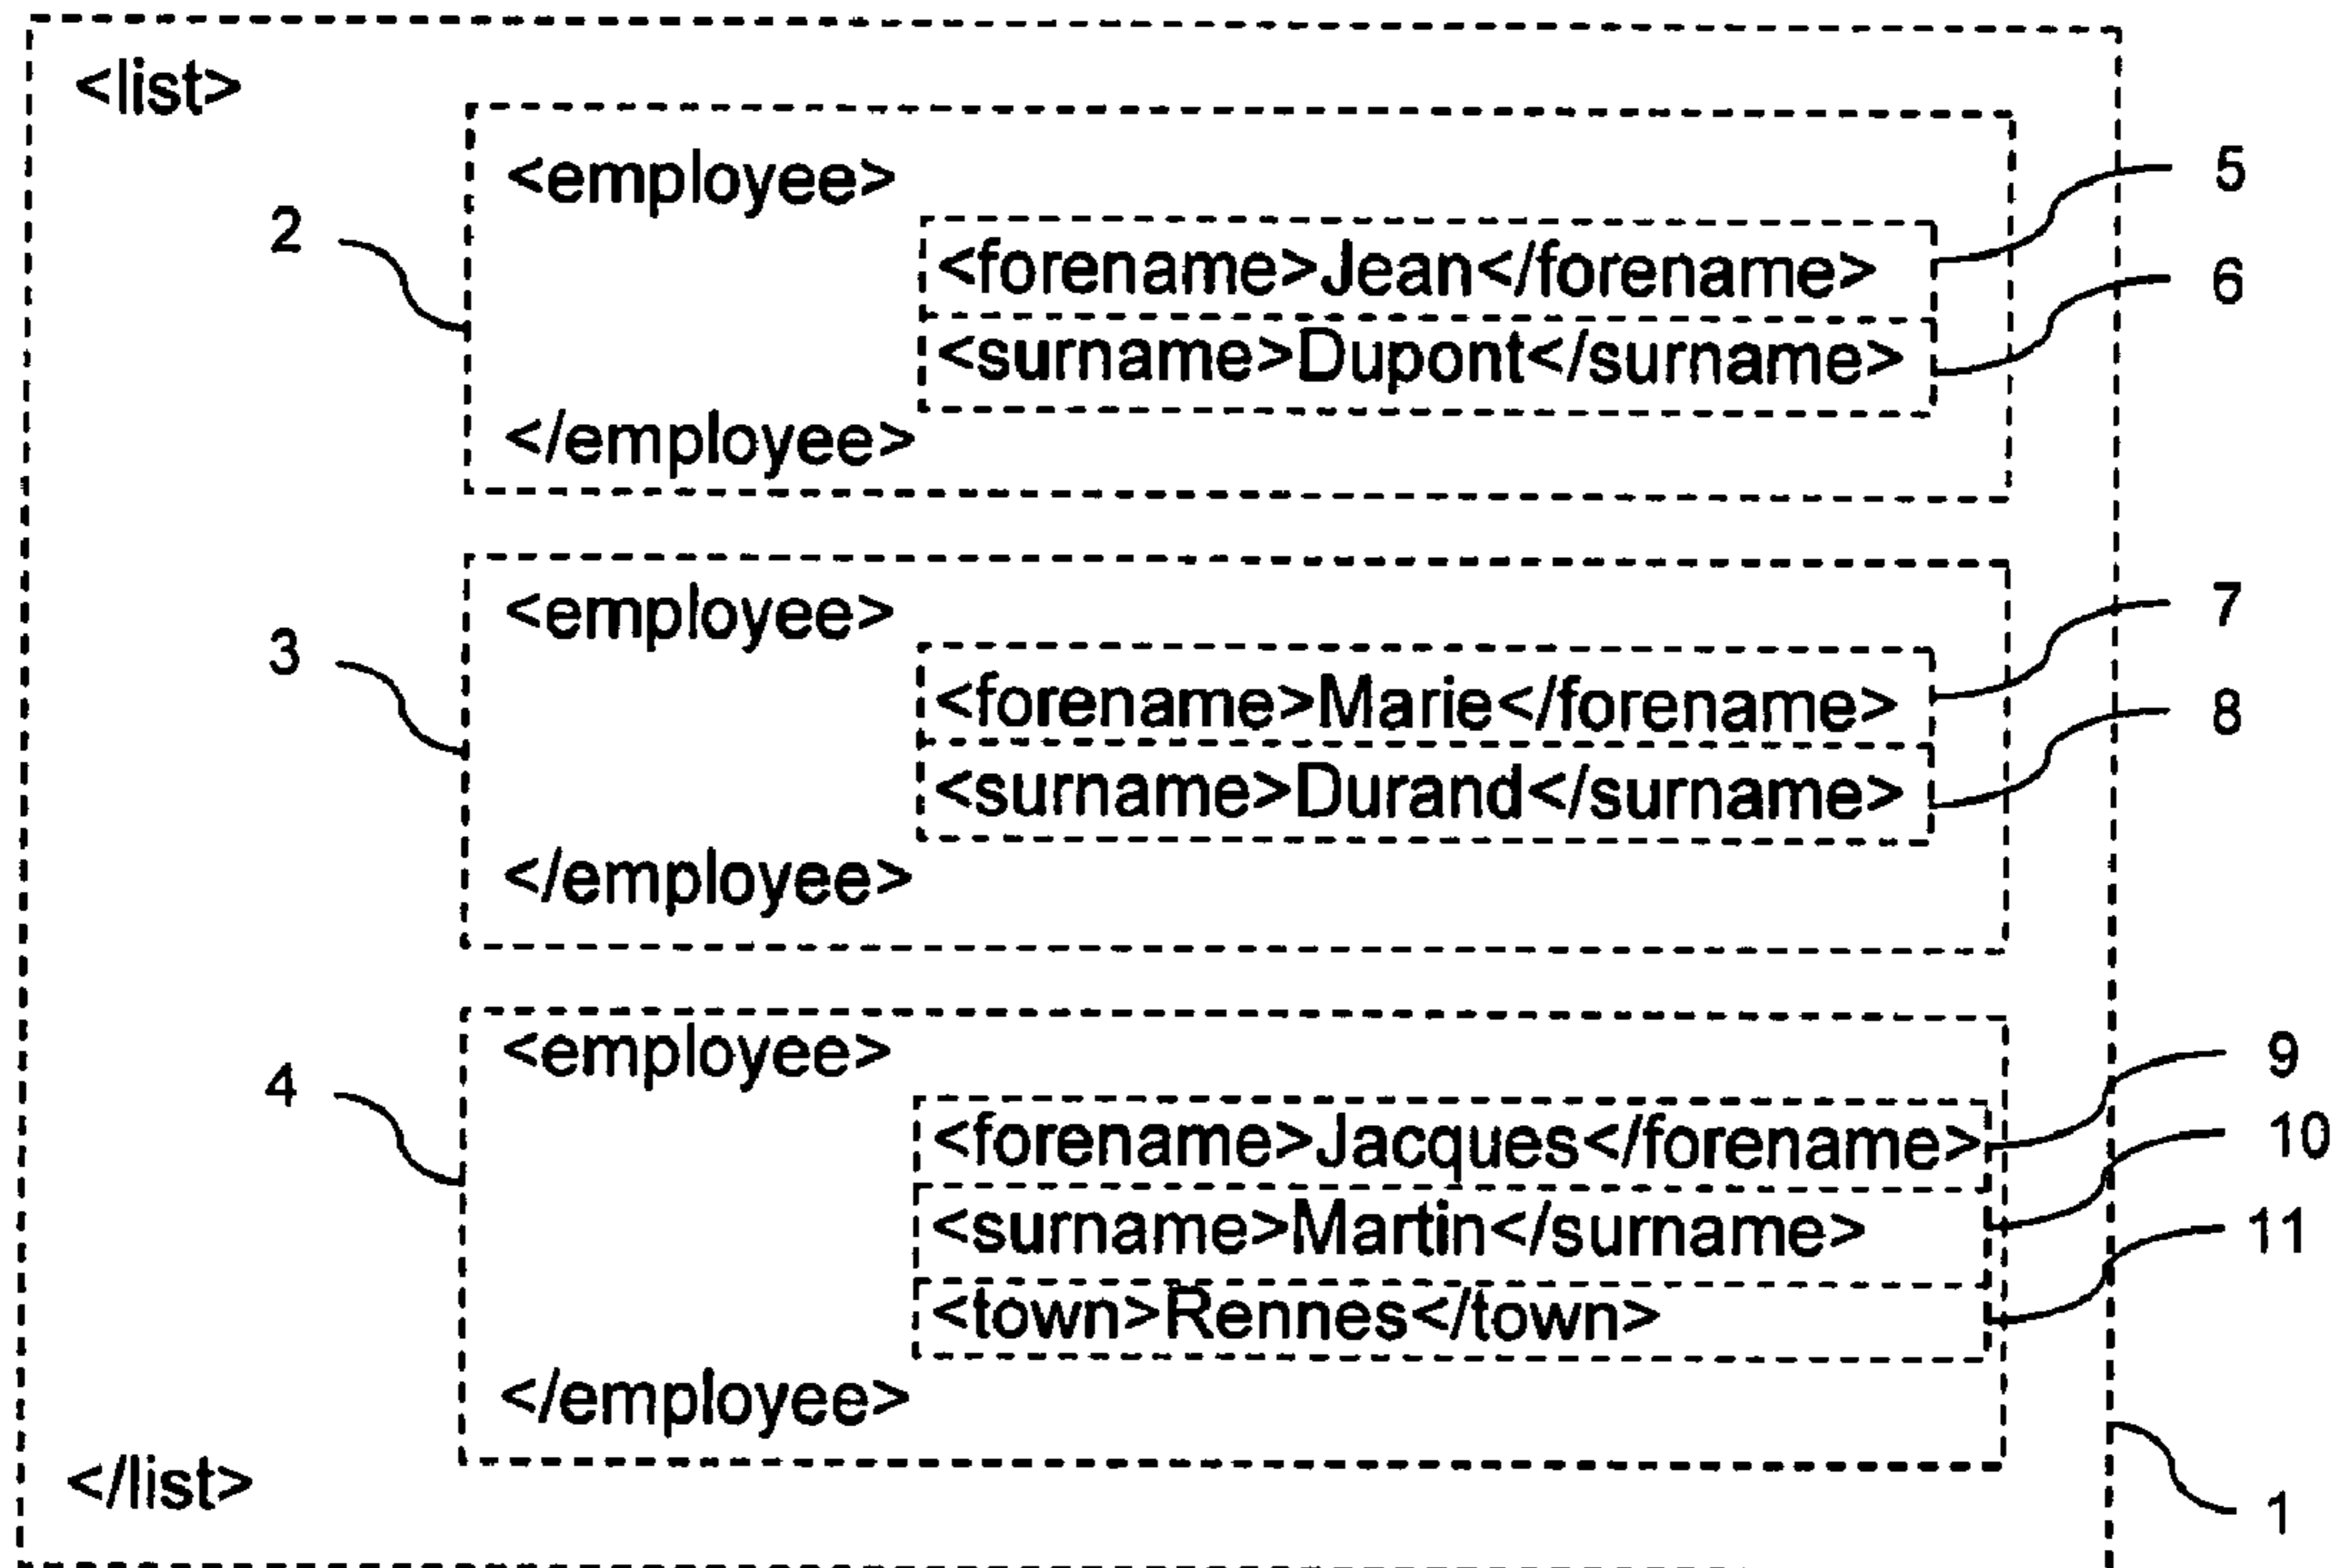 <list>
<employee>
5
2
<forename>Jean</forename>
6
<surname>Dupont</surname>
</employee>
<employee>
7
3
<forename>Marie</forename>
8
<surname>Durand</surname>
</employee>
<employee>
9
4
<forename>Jacques</forename>
10
<surname>Martin</surname>
11
<town>Rennes</town>
</employee>
</list>
1